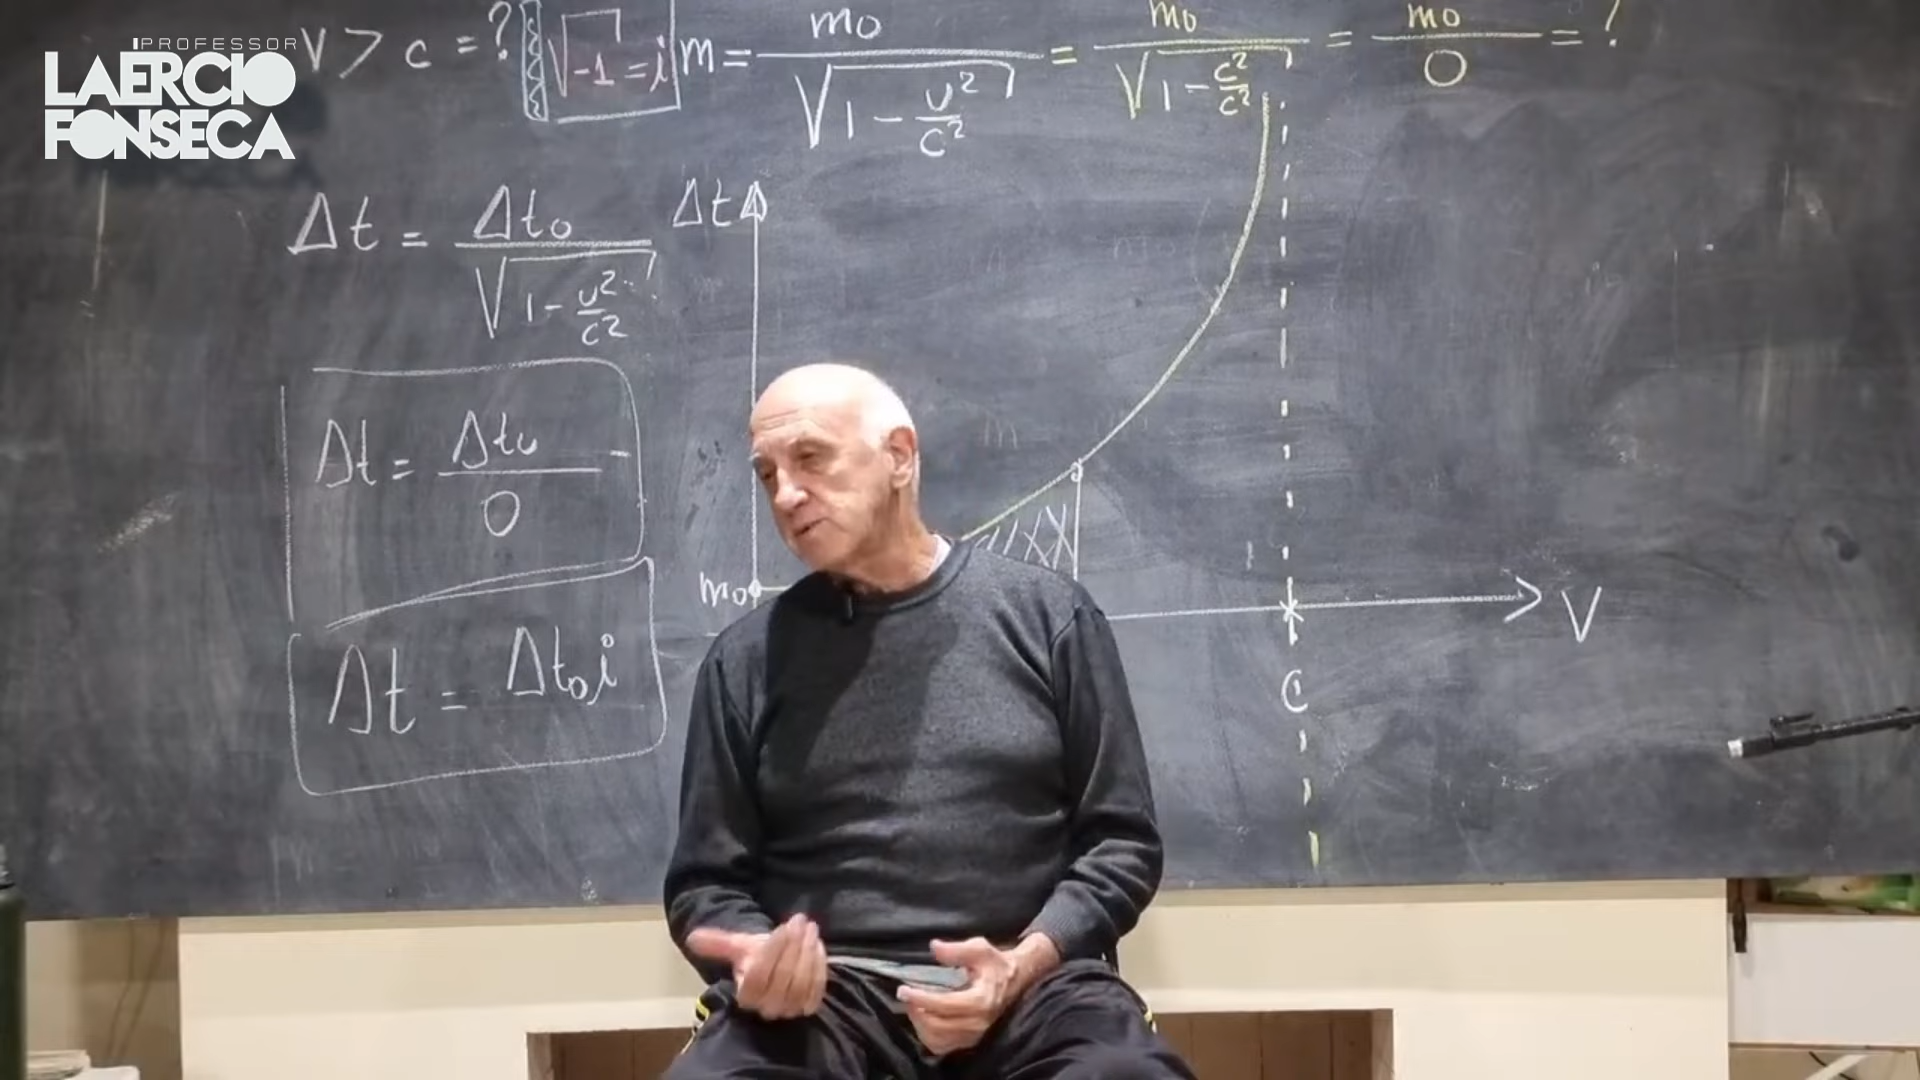 PROFESSOR
LAERCIO
FONSECA
V > c = ? √-1 = i m = m0 / √(1 - v²/c²) = m0 / √(1 - c²/c²) = m0 / 0 = ?
Δt = Δt0 / √(1 - v²/c²)
Δt
Δt = Δt0 / 0
m0
V
Δt = Δt0 i
C